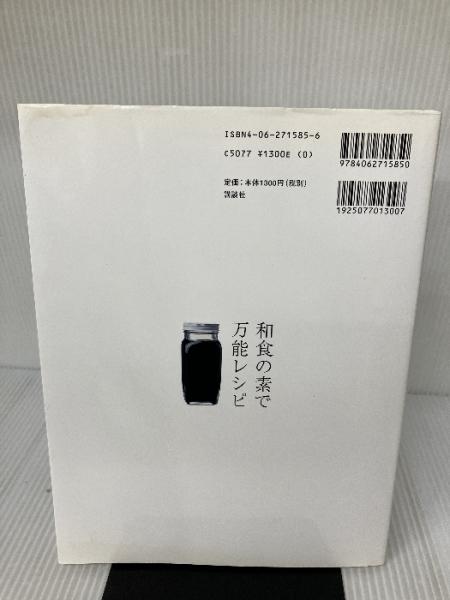 ISBN4-06-271585-6
C5077 ¥1300E (0)
定価:本体1300円(税別)
講談社
9784062715850
1925077013007
和食の素で
万能レシピ